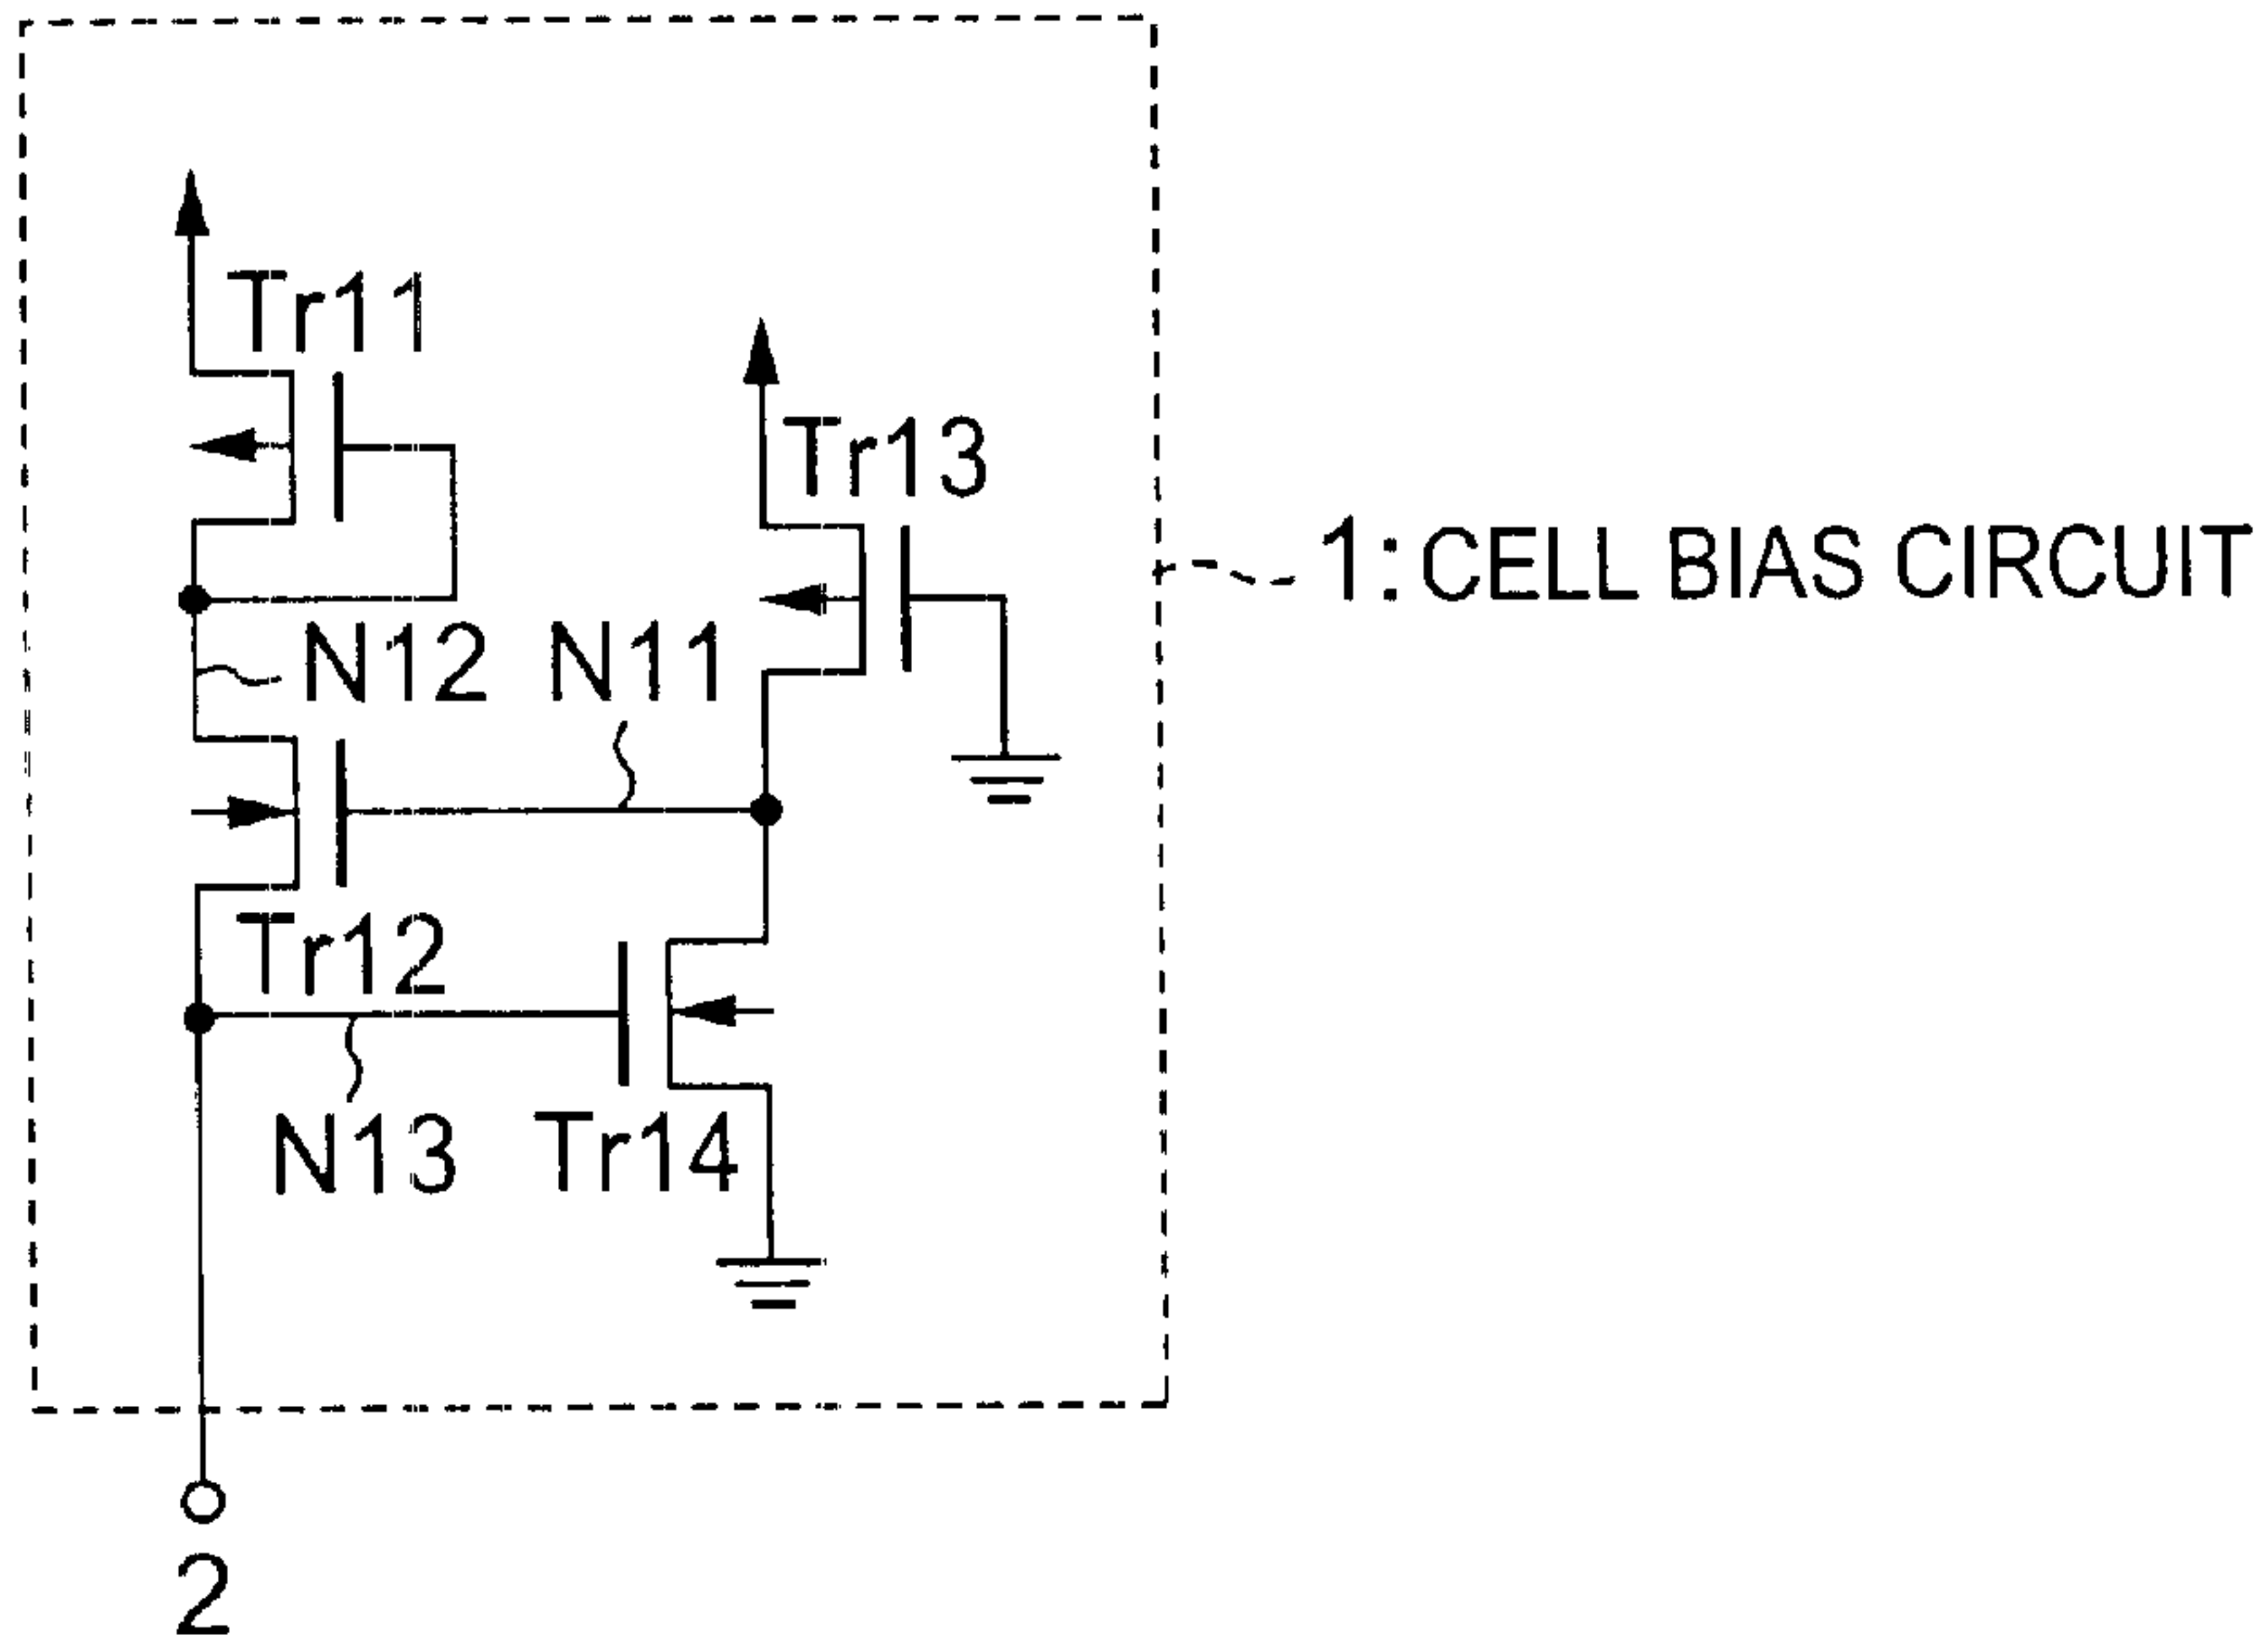 Tr11
Tr13
1: CELL BIAS CIRCUIT
N12 N11
Tr12
N13 Tr14
2